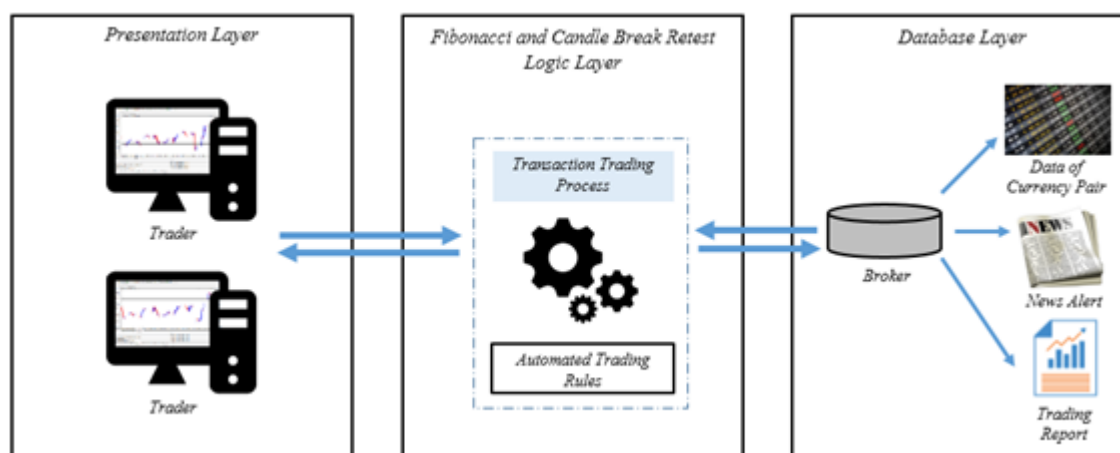 Presentation Layer
Trader
Trader
Fibonacci and Candle Break Retest
Logic Layer
Transaction Trading
Process
Automated Trading
Rules
Database Layer
Broker
Data of
Currency Pair
NEWS
News Alert
Trading
Report